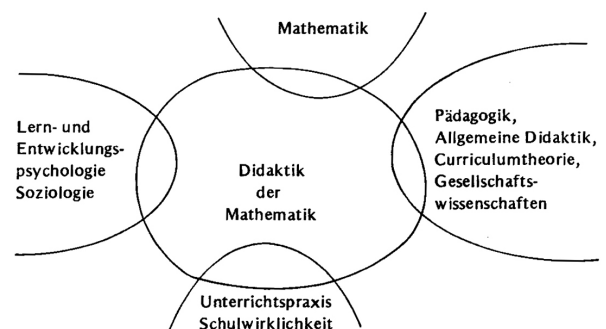 Mathematik
Lern- und
Entwicklungs-
psychologie
Soziologie
Didaktik
der
Mathematik
Pädagogik,
Allgemeine Didaktik,
Curriculumtheorie,
Gesellschafts-
wissenschaften
Unterrichtspraxis
Schulwirklichkeit